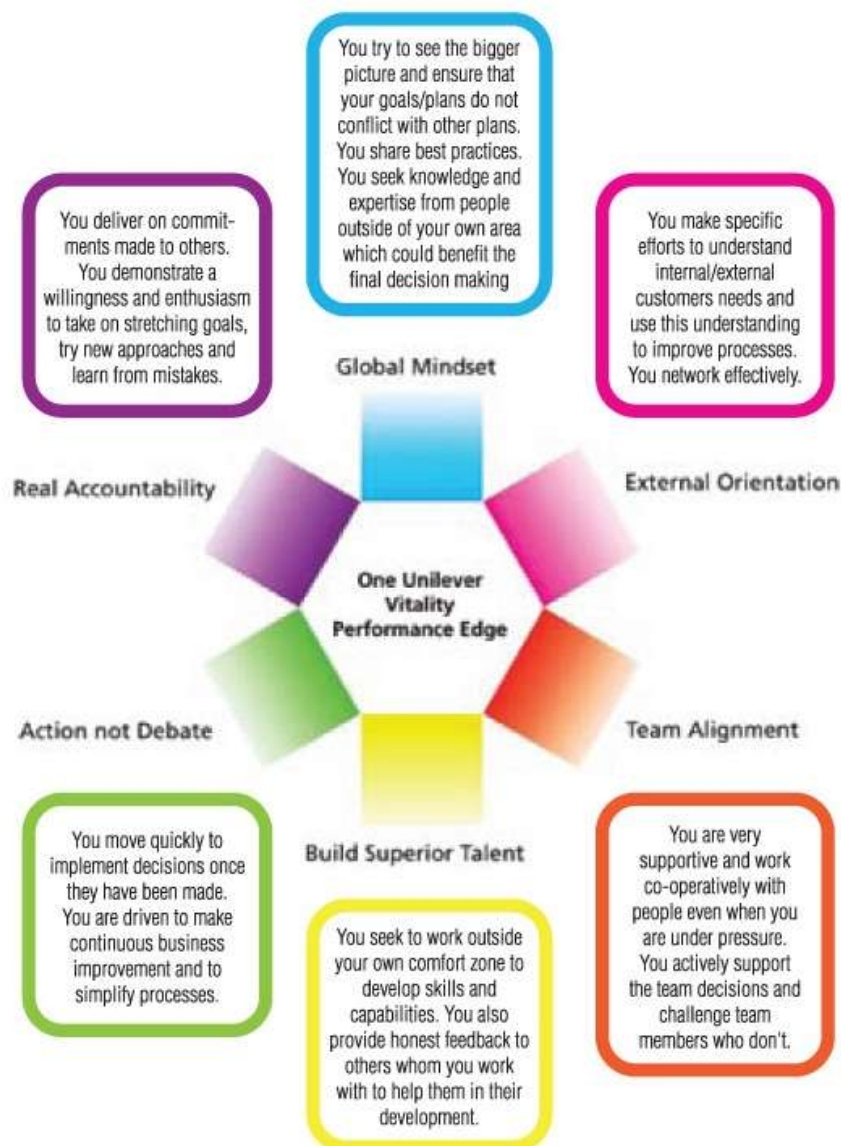 You try to see the bigger
picture and ensure that
your goals/plans do not
conflict with other plans.
You share best practices.
You seek knowledge and
expertise from people
outside of your own area
which could benefit the
final decision making
Global Mindset
You deliver on commit-
ments made to others.
You demonstrate a
willingness and enthusiasm
to take on stretching goals,
try new approaches and
learn from mistakes.
Real Accountability
You make specific
efforts to understand
internal/external
customers needs and
use this understanding
to improve processes.
You network effectively.
External Orientation
One Unilever
Vitality
Performance Edge
Action not Debate
You move quickly to
implement decisions once
they have been made.
You are driven to make
continuous business
improvement and to
simplify processes.
Build Superior Talent
You seek to work outside
your own comfort zone to
develop skills and
capabilities. You also
provide honest feedback to
others whom you work
with to help them in their
development.
Team Alignment
You are very
supportive and work
co-operatively with
people even when you
are under pressure.
You actively support
the team decisions and
challenge team
members who don't.